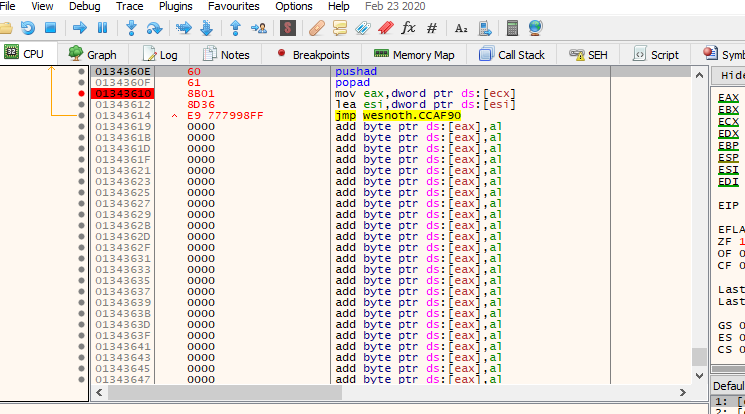 File View Debug Trace Plugins Favourites Options Help Feb 23 2020
CPU Graph Log Notes Breakpoints Memory Map Call Stack SEH Script Symb
0134360E 60 pushad
0134360F 61 popad
01343610 8B01 mov eax,dword ptr ds:[ecx]
01343612 8D36 lea esi,dword ptr ds:[esi]
01343614 ^ E9 777998FF jmp wesnoth.CCAF90
01343619 0000 add byte ptr ds:[eax],al
0134361B 0000 add byte ptr ds:[eax],al
0134361D 0000 add byte ptr ds:[eax],al
0134361F 0000 add byte ptr ds:[eax],al
01343621 0000 add byte ptr ds:[eax],al
01343623 0000 add byte ptr ds:[eax],al
01343625 0000 add byte ptr ds:[eax],al
01343627 0000 add byte ptr ds:[eax],al
01343629 0000 add byte ptr ds:[eax],al
0134362B 0000 add byte ptr ds:[eax],al
0134362D 0000 add byte ptr ds:[eax],al
0134362F 0000 add byte ptr ds:[eax],al
01343631 0000 add byte ptr ds:[eax],al
01343633 0000 add byte ptr ds:[eax],al
01343635 0000 add byte ptr ds:[eax],al
01343637 0000 add byte ptr ds:[eax],al
01343639 0000 add byte ptr ds:[eax],al
0134363B 0000 add byte ptr ds:[eax],al
0134363D 0000 add byte ptr ds:[eax],al
0134363F 0000 add byte ptr ds:[eax],al
01343641 0000 add byte ptr ds:[eax],al
01343643 0000 add byte ptr ds:[eax],al
01343645 0000 add byte ptr ds:[eax],al
01343647 0000 add byte ptr ds:[eax],al
Hide
EAX
EBX
ECX
EDX
EBP
ESP
ESI
EDI
EIP
EFLA
ZF 1
OF 0
CF 0
Last
Last
GS 0
ES 0
CS 0
Defaul
1: [e
2: [e